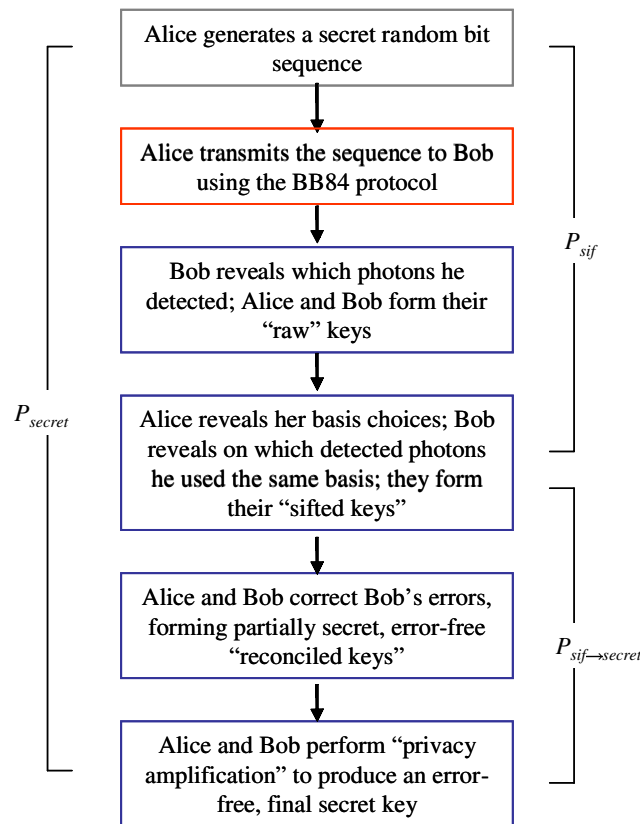 Alice generates a secret random bit
sequence
Alice transmits the sequence to Bob
using the BB84 protocol
P_sif
Bob reveals which photons he
detected; Alice and Bob form their
“raw” keys
P_secret
Alice reveals her basis choices; Bob
reveals on which detected photons
he used the same basis; they form
their “sifted keys”
Alice and Bob correct Bob’s errors,
forming partially secret, error-free
“reconciled keys”
P_sif→secret
Alice and Bob perform “privacy
amplification” to produce an error-
free, final secret key